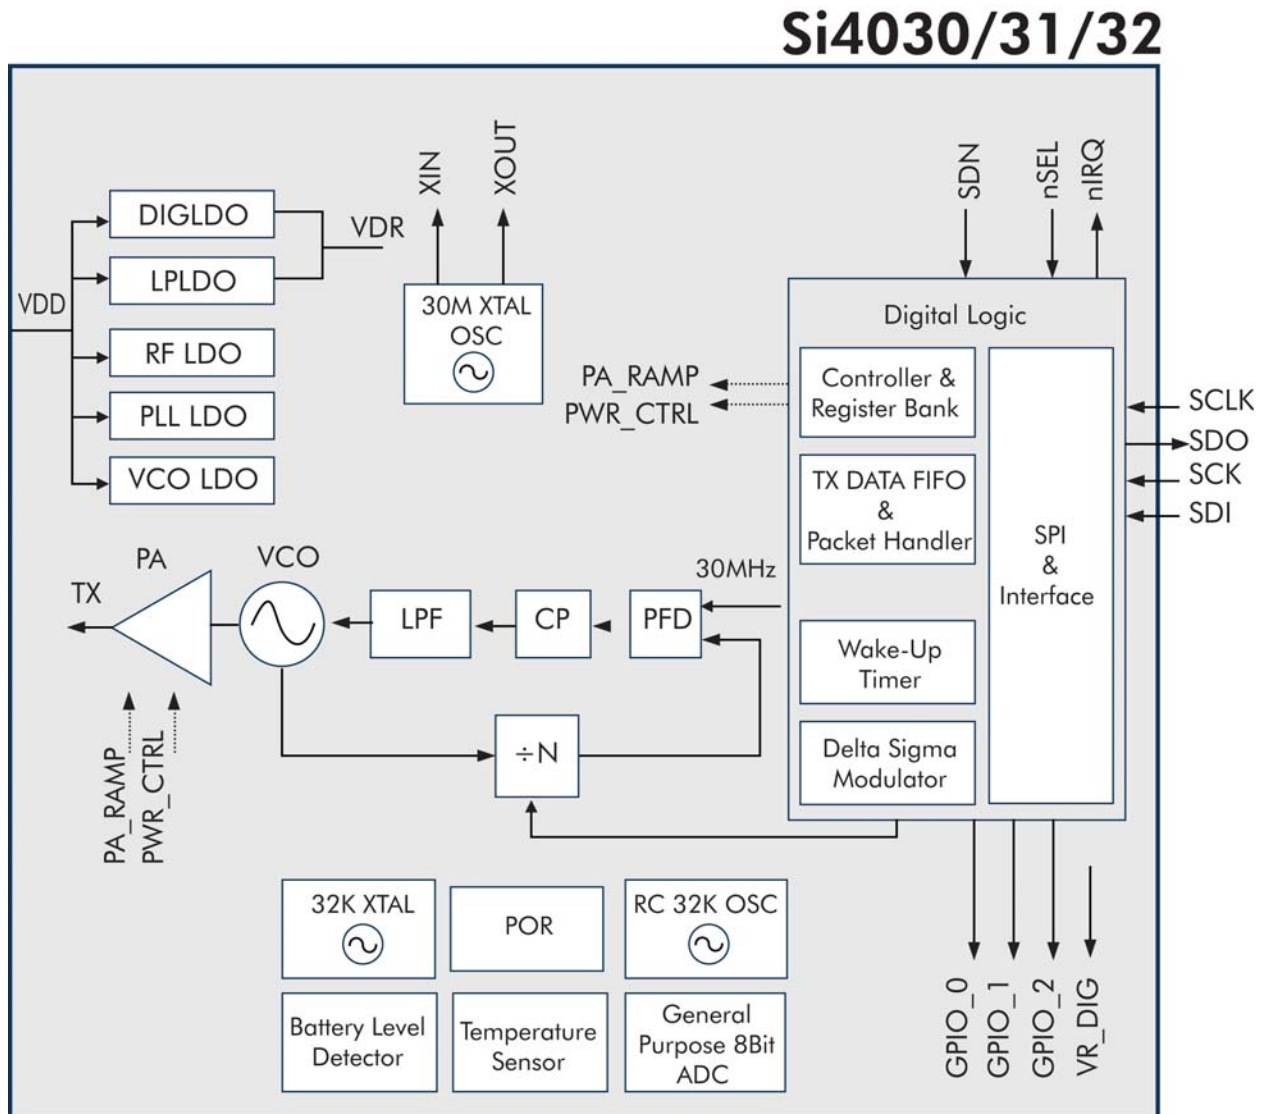 Si4030/31/32
XIN
XOUT
SDN
nSEL
nIRQ
DIGLDO
VDR
LPLDO
VDD
RF LDO
PLL LDO
VCO LDO
30M XTAL
OSC
Digital Logic
PA_RAMP
PWR_CTRL
Controller &
Register Bank
SCLK
SDO
SCK
SDI
TX DATA FIFO
&
Packet Handler
SPI
&
Interface
PA
VCO
30MHz
TX
LPF
CP
PFD
Wake-Up
Timer
÷N
Delta Sigma
Modulator
PA_RAMP
PWR_CTRL
32K XTAL
POR
RC 32K OSC
GPIO_0
GPIO_1
GPIO_2
VR_DIG
Battery Level
Detector
Temperature
Sensor
General
Purpose 8Bit
ADC